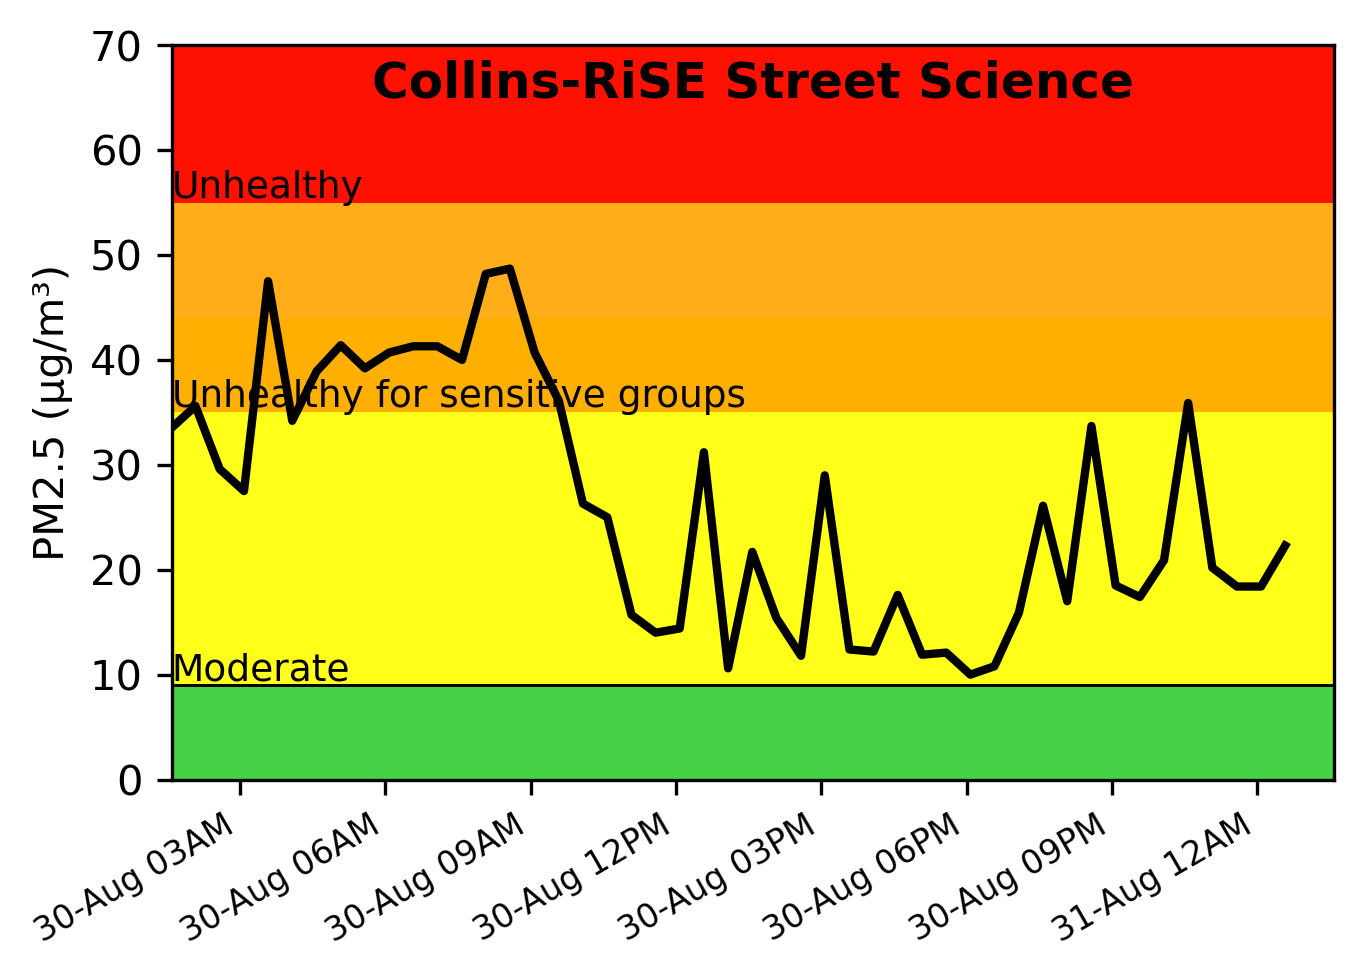 Collins-RiSE Street Science
70
60
50
40
30
20
10
0
PM2.5 (μg/m³)
Unhealthy
Unhealthy for sensitive groups
Moderate
30-Aug 03AM
30-Aug 06AM
30-Aug 09AM
30-Aug 12PM
30-Aug 03PM
30-Aug 06PM
30-Aug 09PM
31-Aug 12AM